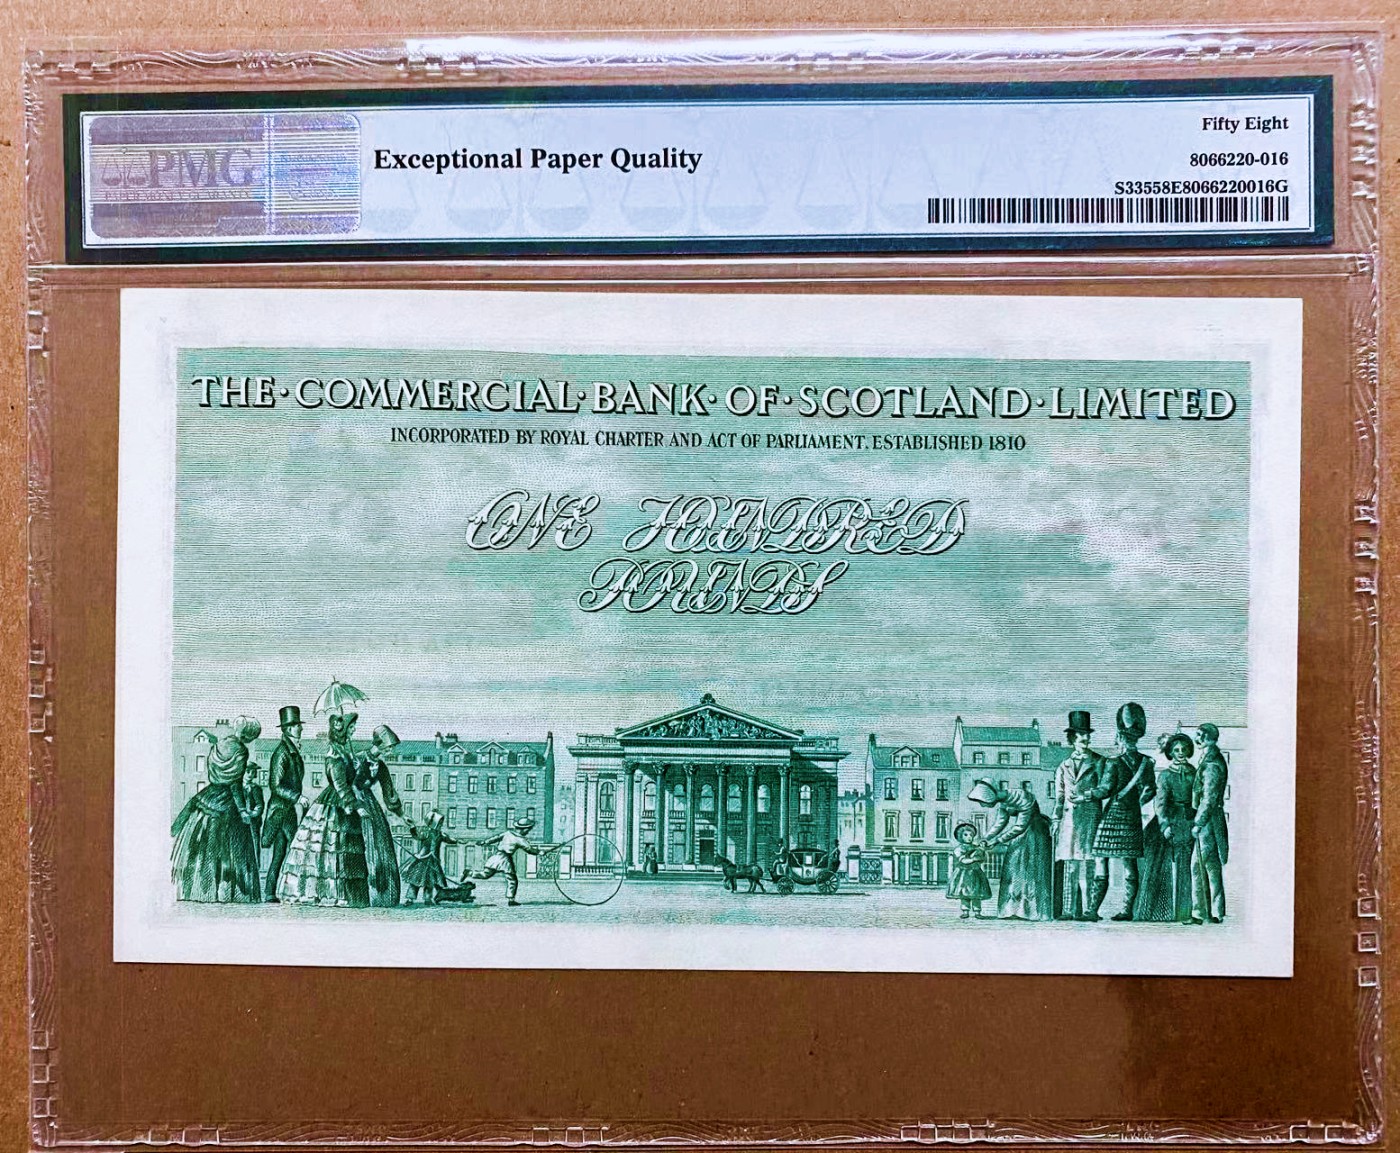 PMG
Exceptional Paper Quality
Fifty Eight
8066220-016
S33558E8066220016G
THE·COMMERCIAL·BANK·OF·SCOTLAND·LIMITED
INCORPORATED BY ROYAL CHARTER AND ACT OF PARLIAMENT. ESTABLISHED 1810
ONE HUNDRED
POUNDS